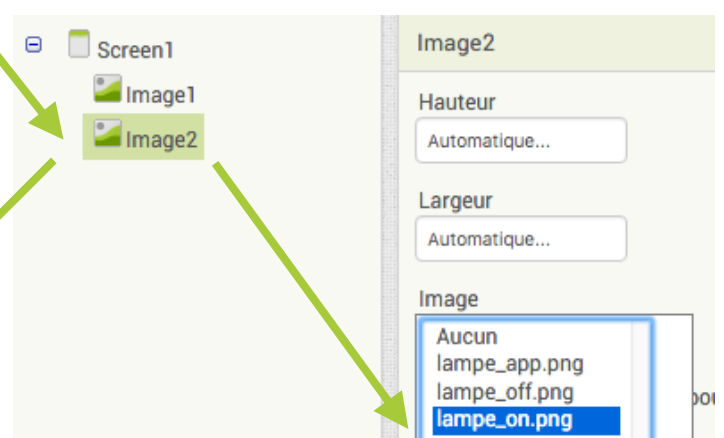 Screen1
Image1
Image2
Image2
Hauteur
Automatique...
Largeur
Automatique...
Image
Aucun
lampe_app.png
lampe_off.png
lampe_on.png